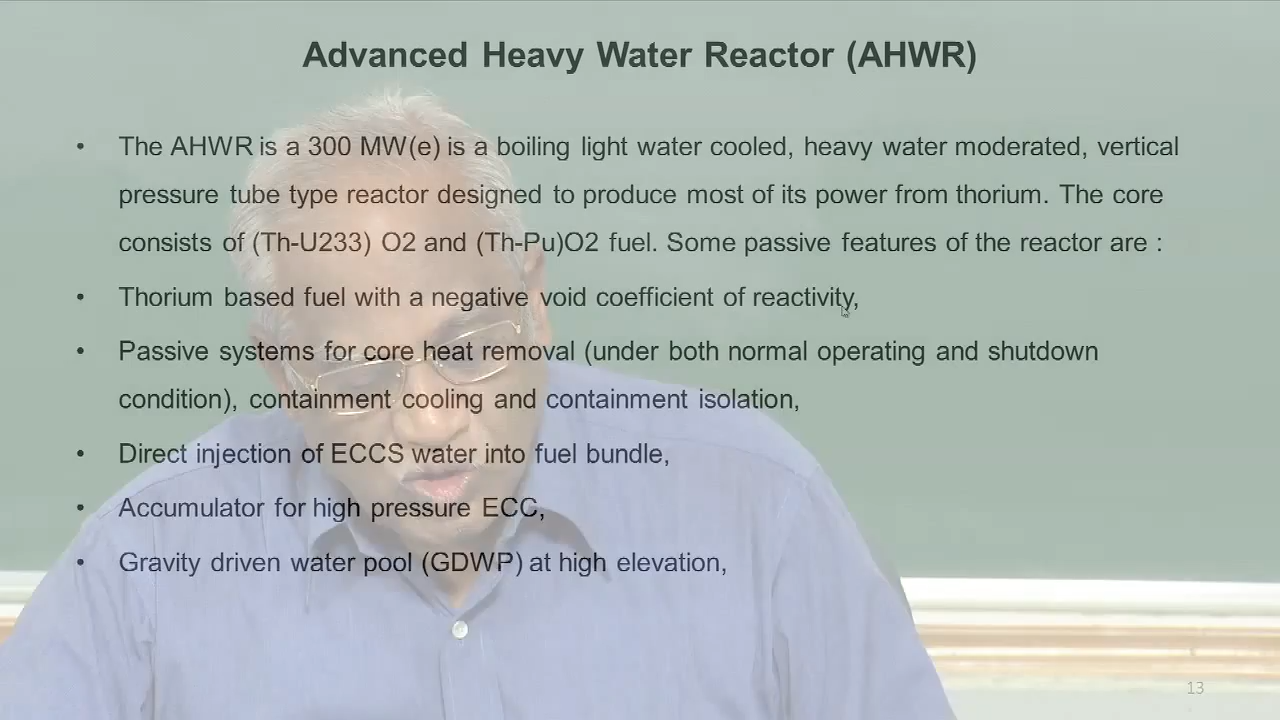 Advanced Heavy Water Reactor (AHWR)
• The AHWR is a 300 MW(e) is a boiling light water cooled, heavy water moderated, vertical
pressure tube type reactor designed to produce most of its power from thorium. The core
consists of (Th-U233) O2 and (Th-Pu)O2 fuel. Some passive features of the reactor are :
• Thorium based fuel with a negative void coefficient of reactivity,
• Passive systems for core heat removal (under both normal operating and shutdown
condition), containment cooling and containment isolation,
• Direct injection of ECCS water into fuel bundle,
• Accumulator for high pressure ECC,
• Gravity driven water pool (GDWP) at high elevation,
13